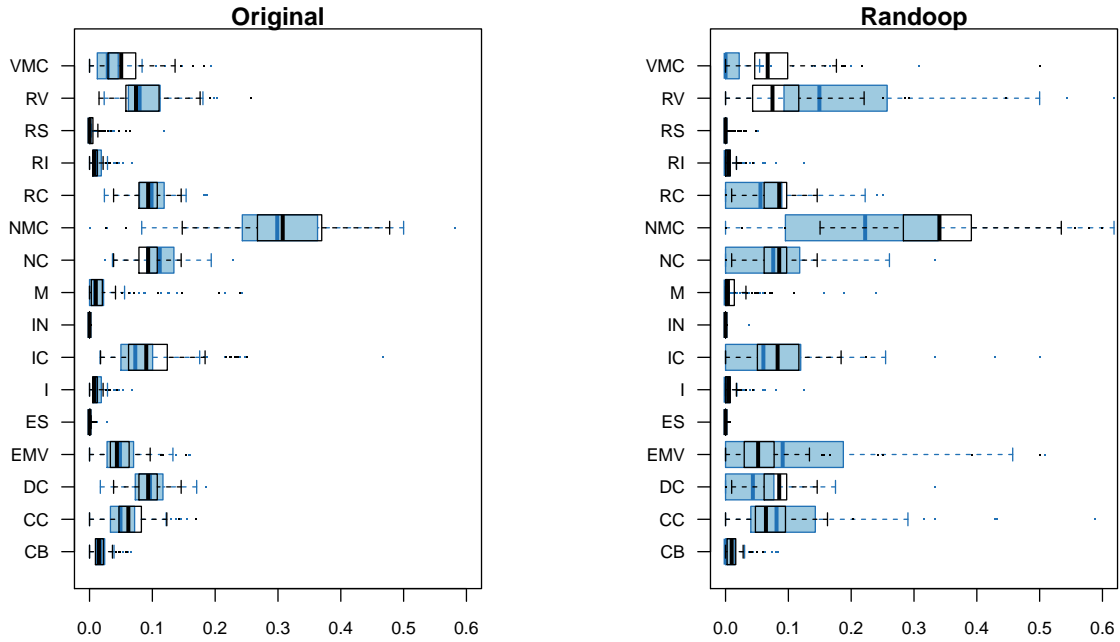 Original
VMC
RV
RS
RI
RC
NMC
NC
M
IN
IC
I
ES
EMV
DC
CC
CB
0.0 0.1 0.2 0.3 0.4 0.5 0.6
Randoop
VMC
RV
RS
RI
RC
NMC
NC
M
IN
IC
I
ES
EMV
DC
CC
CB
0.0 0.1 0.2 0.3 0.4 0.5 0.6